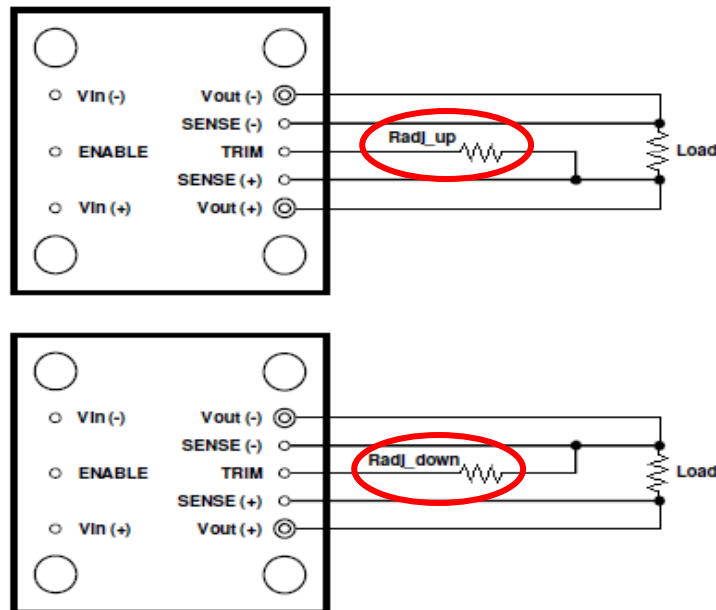 VIn (-) Vout (-)
SENSE (-)
Radj_up
ENABLE TRIM Load
SENSE (+)
VIn (+) Vout (+)
VIn (-) Vout (-)
SENSE (-)
Radj_down
ENABLE TRIM Load
SENSE (+)
VIn (+) Vout (+)